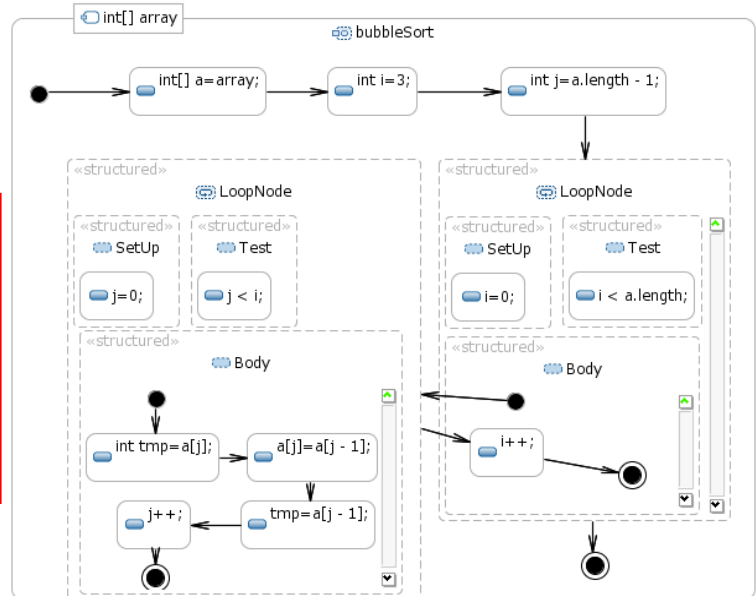 int[] array
bubbleSort
int[] a=array;
int i=3;
int j=a.length - 1;
«structured»
LoopNode
«structured»
SetUp
j=0;
«structured»
Test
j < i;
«structured»
Body
int tmp=a[j];
a[j]=a[j - 1];
tmp=a[j - 1];
j++;
«structured»
LoopNode
«structured»
SetUp
i=0;
«structured»
Test
i < a.length;
«structured»
Body
i++;